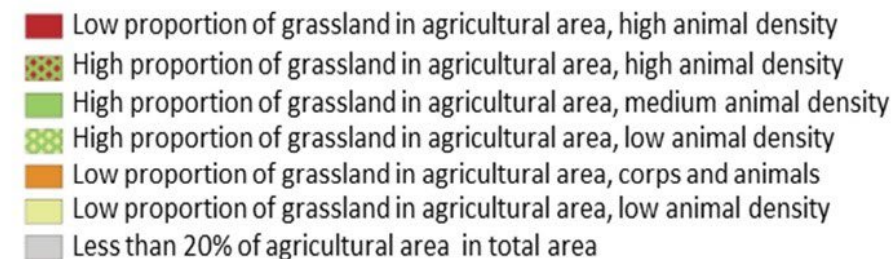 Low proportion of grassland in agricultural area, high animal density
High proportion of grassland in agricultural area, high animal density
High proportion of grassland in agricultural area, medium animal density
High proportion of grassland in agricultural area, low animal density
Low proportion of grassland in agricultural area, corps and animals
Low proportion of grassland in agricultural area, low animal density
Less than 20% of agricultural area in total area